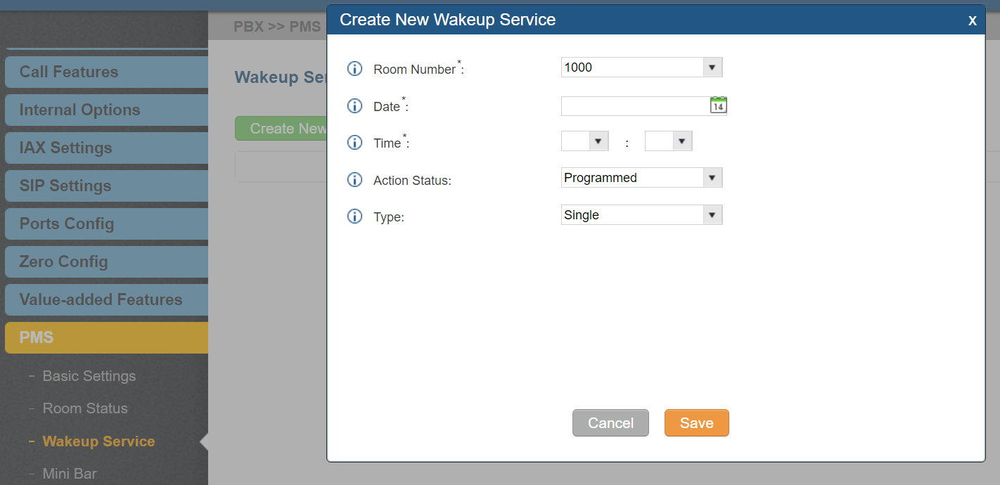 Call Features
Internal Options
IAX Settings
SIP Settings
Ports Config
Zero Config
Value-added Features
PMS
- Basic Settings
- Room Status
- Wakeup Service
- Mini Bar
PBX >> PMS
Wakeup Ser
Create New
Create New Wakeup Service
X
Room Number*:
1000
Date*:
14
Time*:
:
Action Status:
Programmed
Type:
Single
Cancel
Save